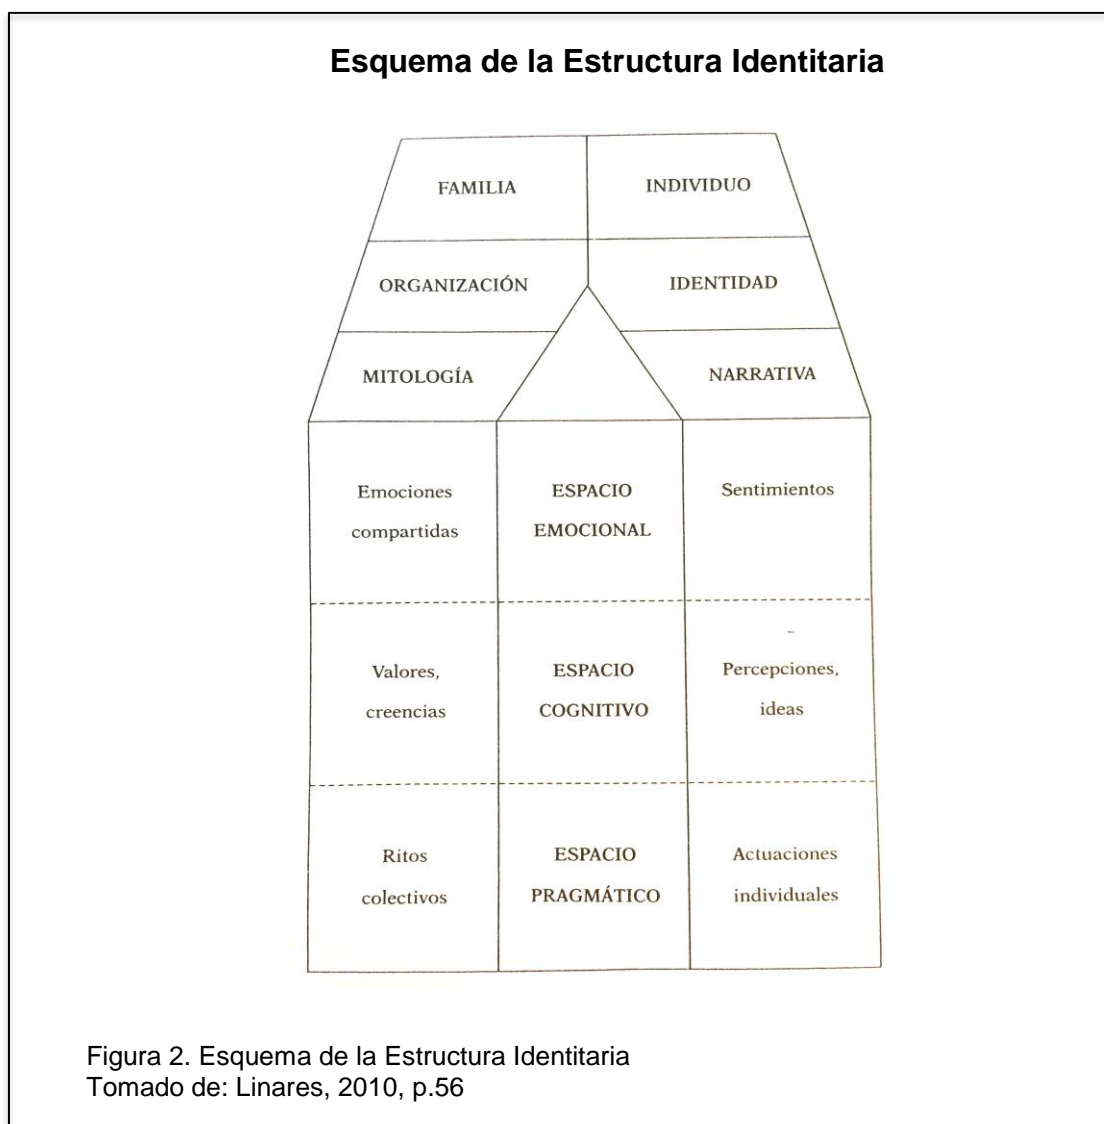 Esquema de la Estructura Identitaria
FAMILIA
INDIVIDUO
ORGANIZACIÓN
IDENTIDAD
MITOLOGÍA
NARRATIVA
Emociones
compartidas
ESPACIO
EMOCIONAL
Sentimientos
Valores,
creencias
ESPACIO
COGNITIVO
Percepciones,
ideas
Ritos
colectivos
ESPACIO
PRAGMÁTICO
Actuaciones
individuales
Figura 2. Esquema de la Estructura Identitaria
Tomado de: Linares, 2010, p.56